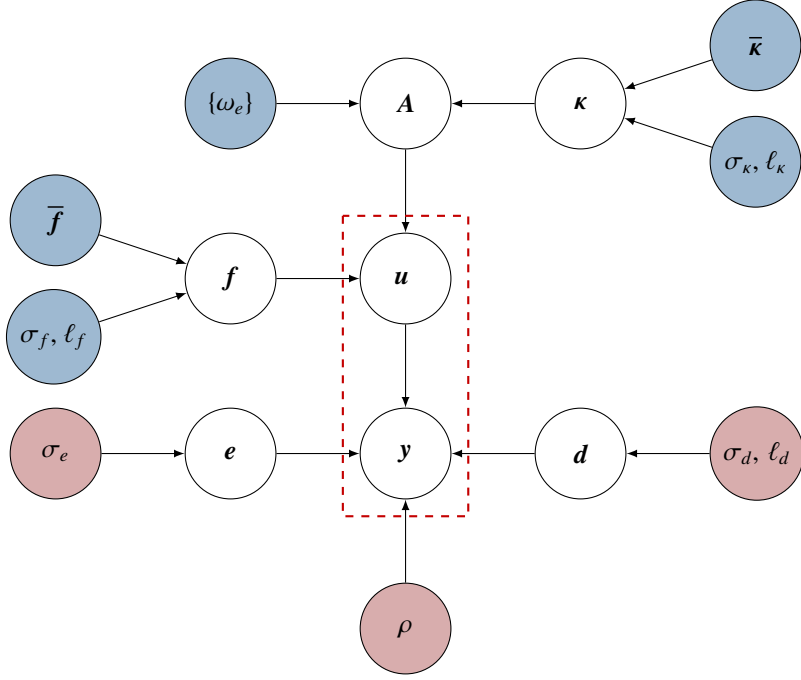 κ̄
{ω_e}
A
κ
σ_κ, ℓ_κ
f̄
f
u
σ_f, ℓ_f
σ_e
e
y
d
σ_d, ℓ_d
ρ